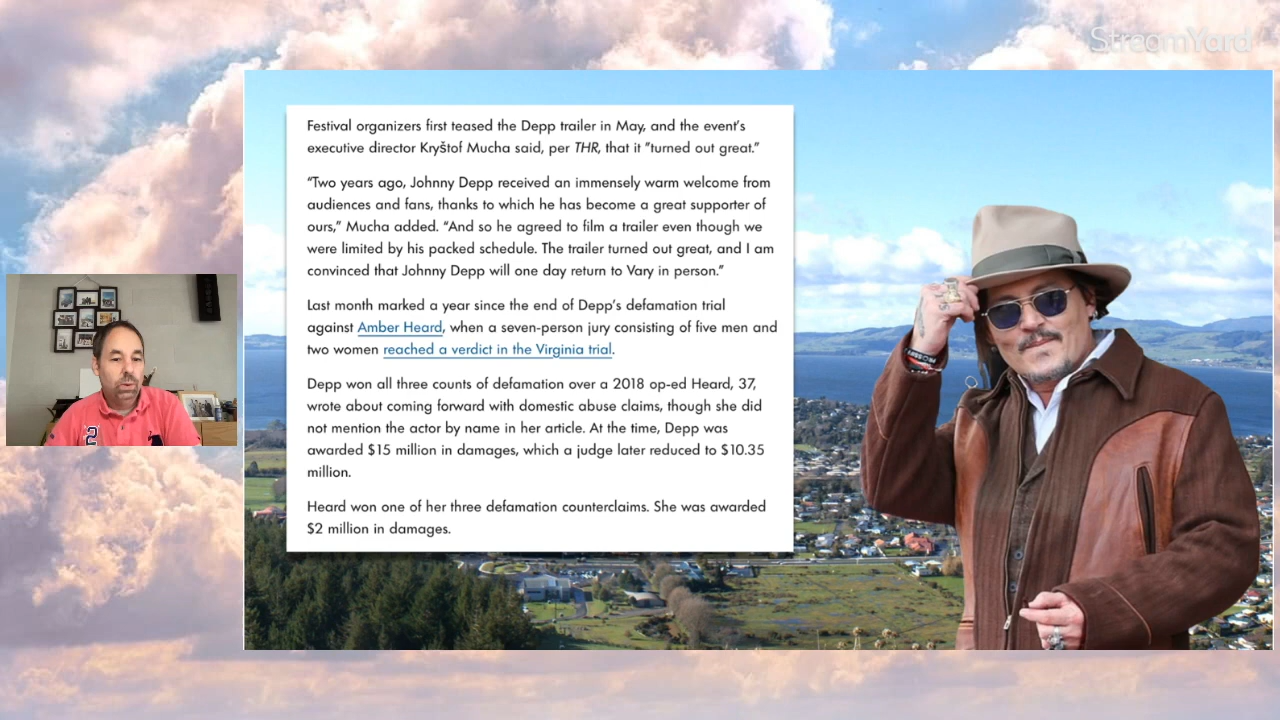 StreamYard
Festival organizers first teased the Depp trailer in May, and the event's
executive director Kryštof Mucha said, per THR, that it "turned out great."
"Two years ago, Johnny Depp received an immensely warm welcome from
audiences and fans, thanks to which he has become a great supporter of
ours," Mucha added. "And so he agreed to film a trailer even though we
were limited by his packed schedule. The trailer turned out great, and I am
convinced that Johnny Depp will one day return to Vary in person."
Last month marked a year since the end of Depp's defamation trial
against Amber Heard, when a seven-person jury consisting of five men and
two women reached a verdict in the Virginia trial.
Depp won all three counts of defamation over a 2018 op-ed Heard, 37,
wrote about coming forward with domestic abuse claims, though she did
not mention the actor by name in her article. At the time, Depp was
awarded $15 million in damages, which a judge later reduced to $10.35
million.
Heard won one of her three defamation counterclaims. She was awarded
$2 million in damages.
2